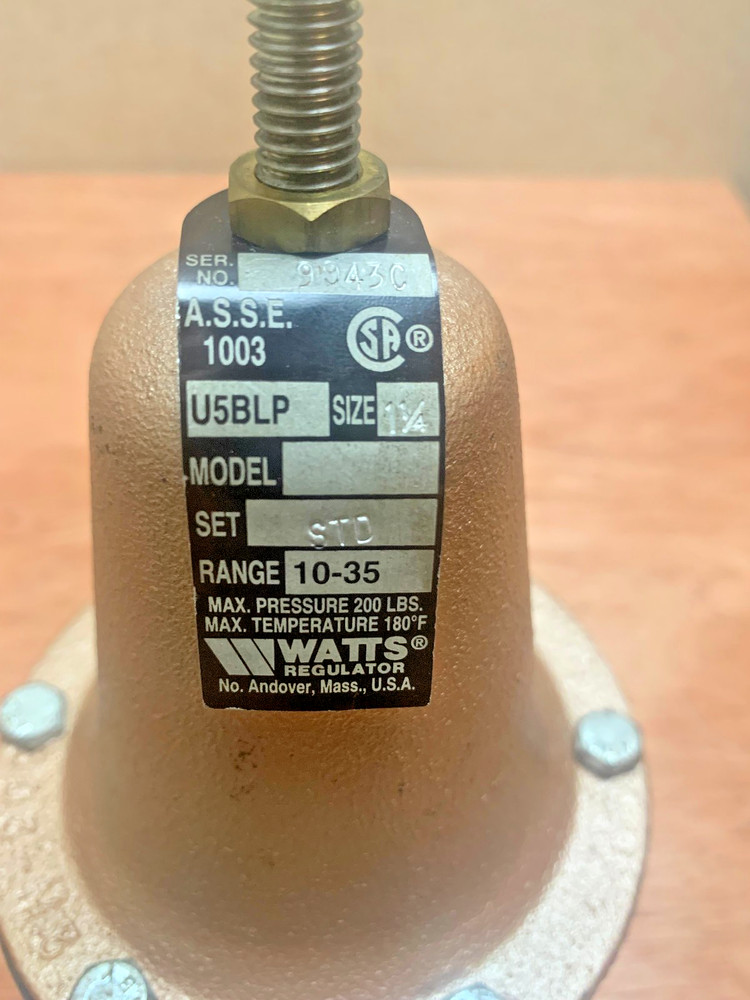 SER. NO. 9943C
A.S.S.E.
1003
SA®
U5BLP SIZE 1¼
MODEL
SET STD
RANGE 10-35
MAX. PRESSURE 200 LBS.
MAX. TEMPERATURE 180°F
WATTS®
REGULATOR
No. Andover, Mass., U.S.A.